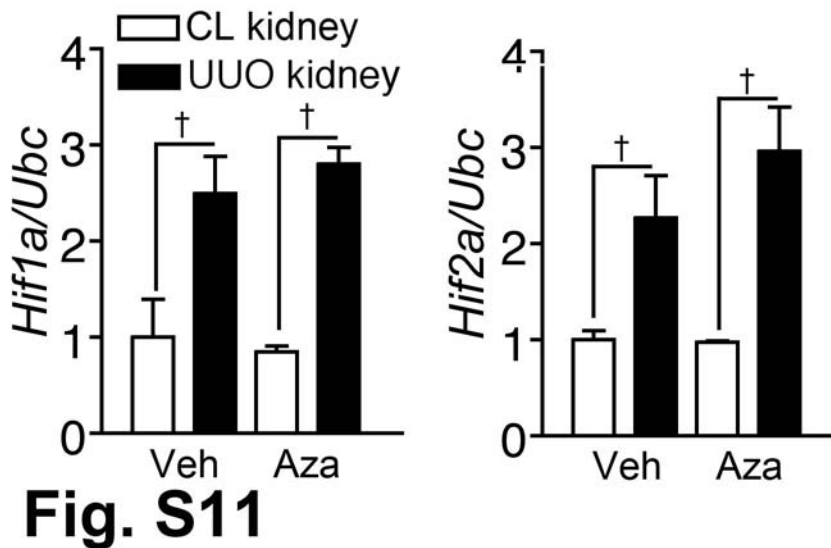 CL kidney
UUO kidney
Hif1a/Ubc
4
3
2
1
0
†
†
Veh
Aza
Hif2a/Ubc
4
3
2
1
0
†
†
Veh
Aza
Fig. S11